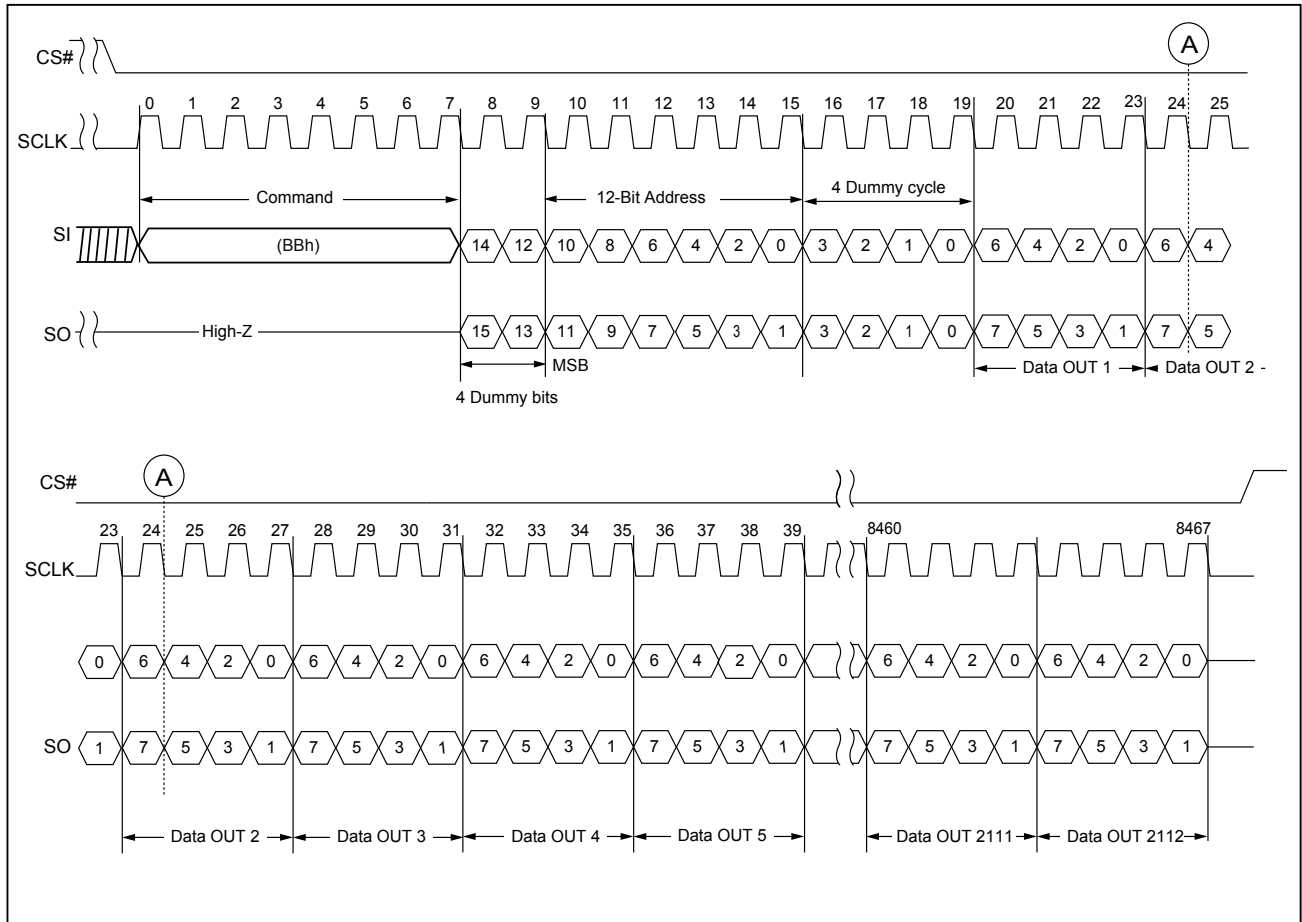 A
CS#
0 1 2 3 4 5 6 7 8 9 10 11 12 13 14 15 16 17 18 19 20 21 22 23 24 25
SCLK
Command 12-Bit Address 4 Dummy cycle
SI (BBh) 14 12 10 8 6 4 2 0 3 2 1 0 6 4 2 0 6 4
SO High-Z 15 13 11 9 7 5 3 1 3 2 1 0 7 5 3 1 7 5
MSB Data OUT 1 Data OUT 2
4 Dummy bits
A
CS#
23 24 25 26 27 28 29 30 31 32 33 34 35 36 37 38 39 8460 8467
SCLK
0 6 4 2 0 6 4 2 0 6 4 2 0 6 4 2 0 6 4 2 0 6 4 2 0
SO 1 7 5 3 1 7 5 3 1 7 5 3 1 7 5 3 1 7 5 3 1 7 5 3 1
Data OUT 2 Data OUT 3 Data OUT 4 Data OUT 5 Data OUT 2111 Data OUT 2112